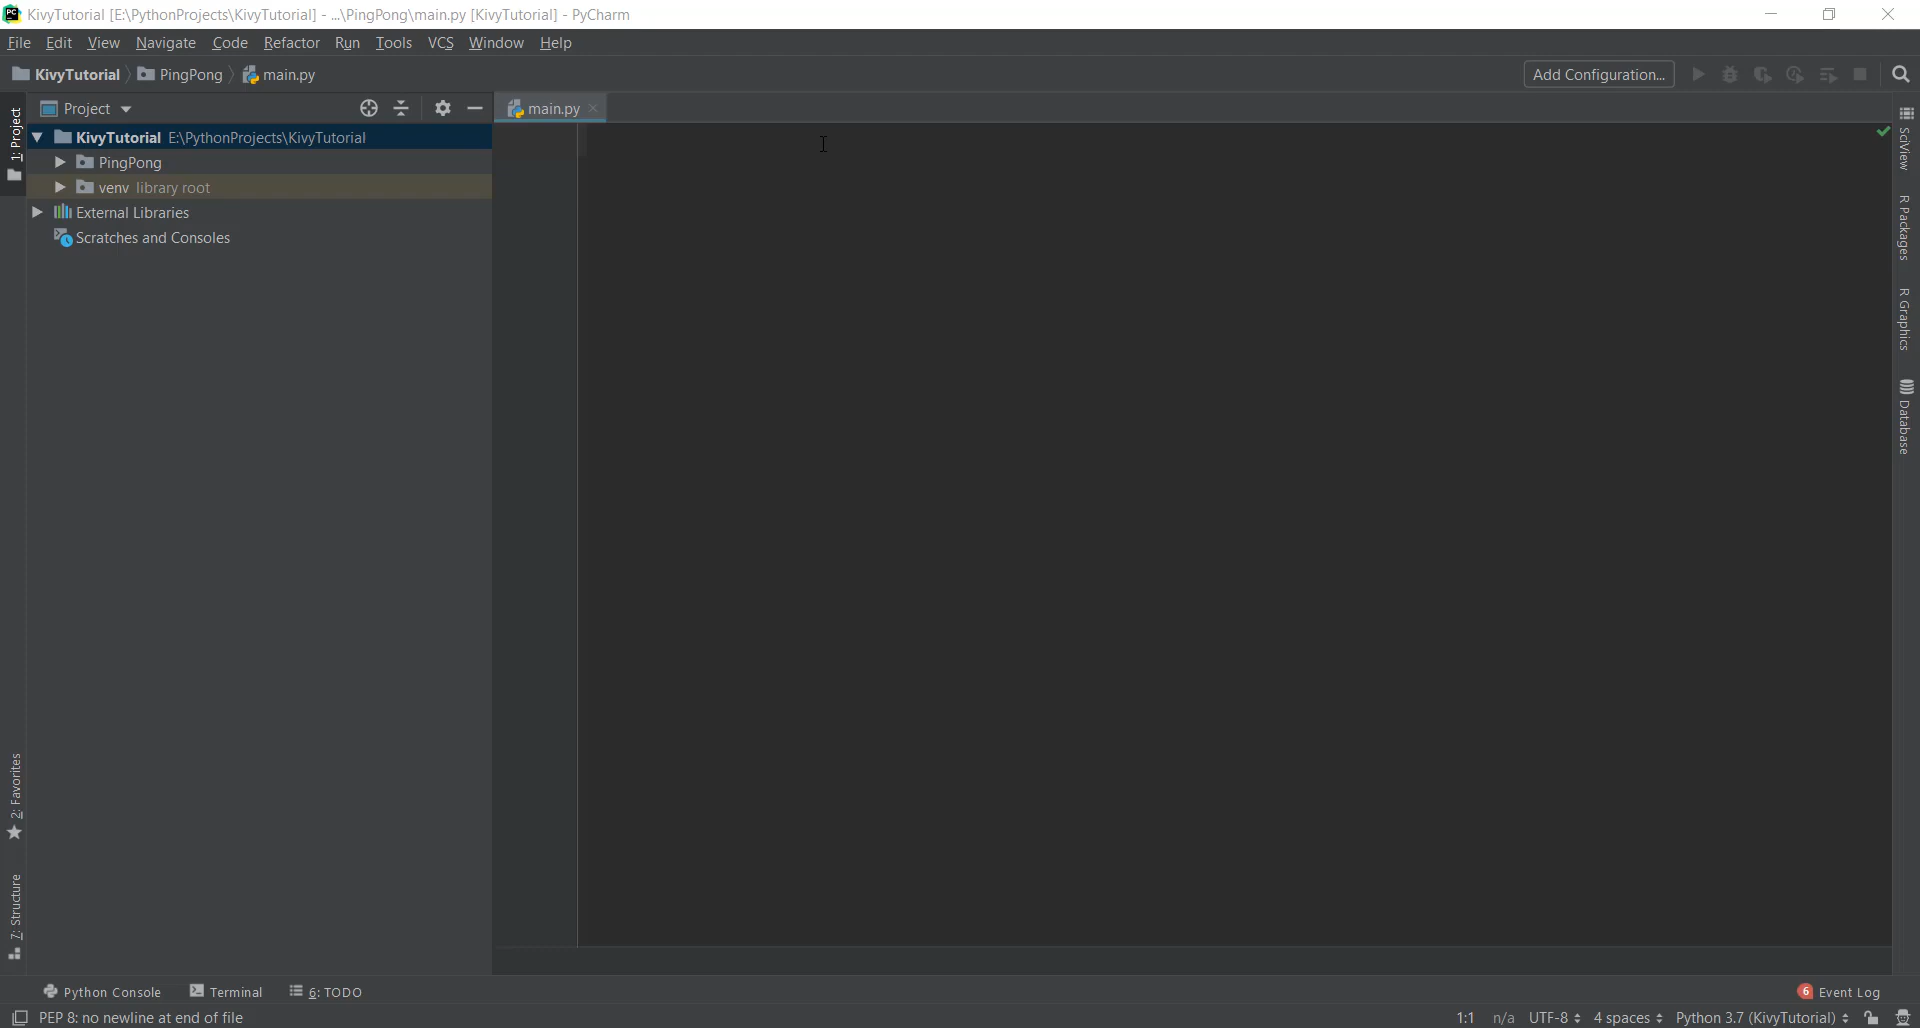 KivyTutorial [E:\PythonProjects\KivyTutorial] - ...\PingPong\main.py [KivyTutorial] - PyCharm
File Edit View Navigate Code Refactor Run Tools VCS Window Help
KivyTutorial PingPong main.py Add Configuration...
Project
main.py
1: Project
KivyTutorial E:\PythonProjects\KivyTutorial
PingPong
venv library root
External Libraries
Scratches and Consoles
SciView
R Packages
R Graphics
Database
2: Favorites
7: Structure
Python Console Terminal 6: TODO 6 Event Log
PEP 8: no newline at end of file 1:1 n/a UTF-8 4 spaces Python 3.7 (KivyTutorial)